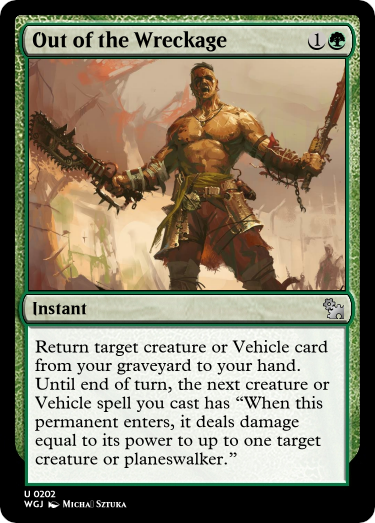 Out of the Wreckage 1
Instant
Return target creature or Vehicle card
from your graveyard to your hand.
Until end of turn, the next creature or
Vehicle spell you cast has “When this
permanent enters, it deals damage
equal to its power to up to one target
creature or planeswalker.”
U 0202
WGJ Micha Sztuka